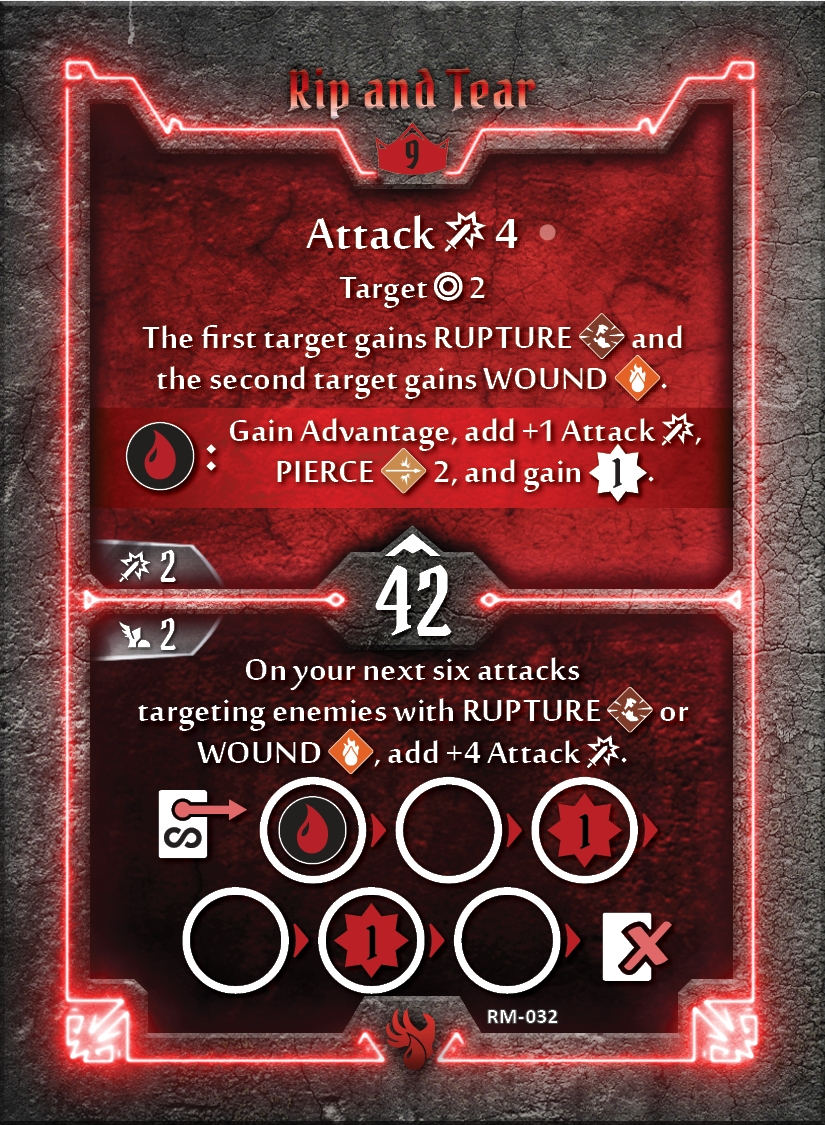 Rip and Tear
9
Attack 4
Target 2
The first target gains RUPTURE and
the second target gains WOUND .
: Gain Advantage, add +1 Attack ,
PIERCE 2, and gain 1 .
2
42
2
On your next six attacks
targeting enemies with RUPTURE or
WOUND , add +4 Attack .
1
1
RM-032